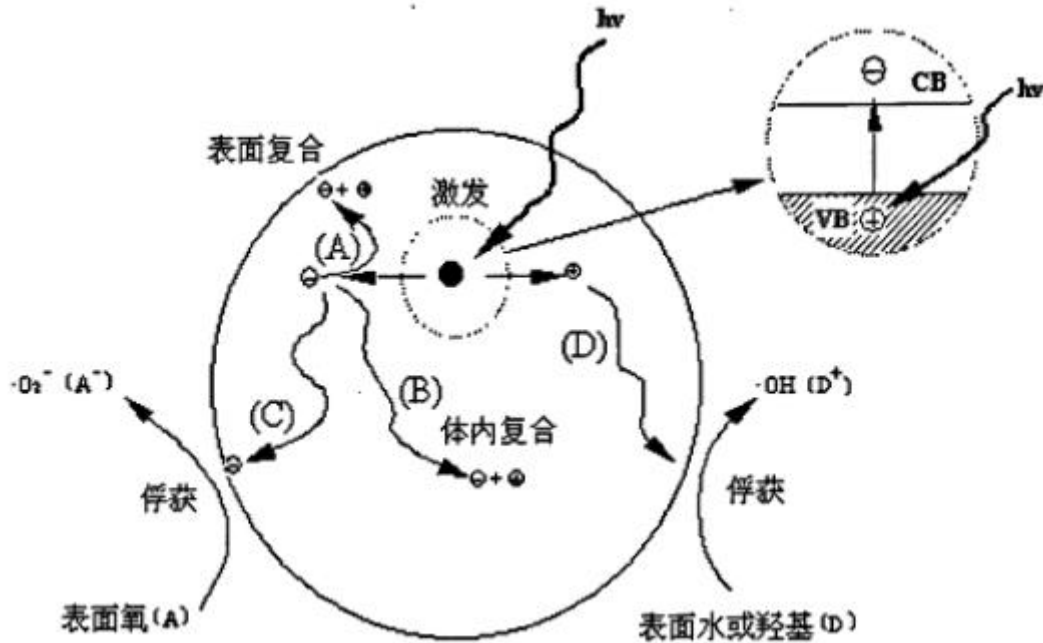 hv
CB
hv
VB
表面复合
⊖+⊕
激发
(A)
⊖
⊕
(D)
·O₂⁻(A⁻)
(B)
·OH(D⁺)
(C)
体内复合
⊖
⊖+⊕
俘获
俘获
表面氧(A)
表面水或羟基(D)